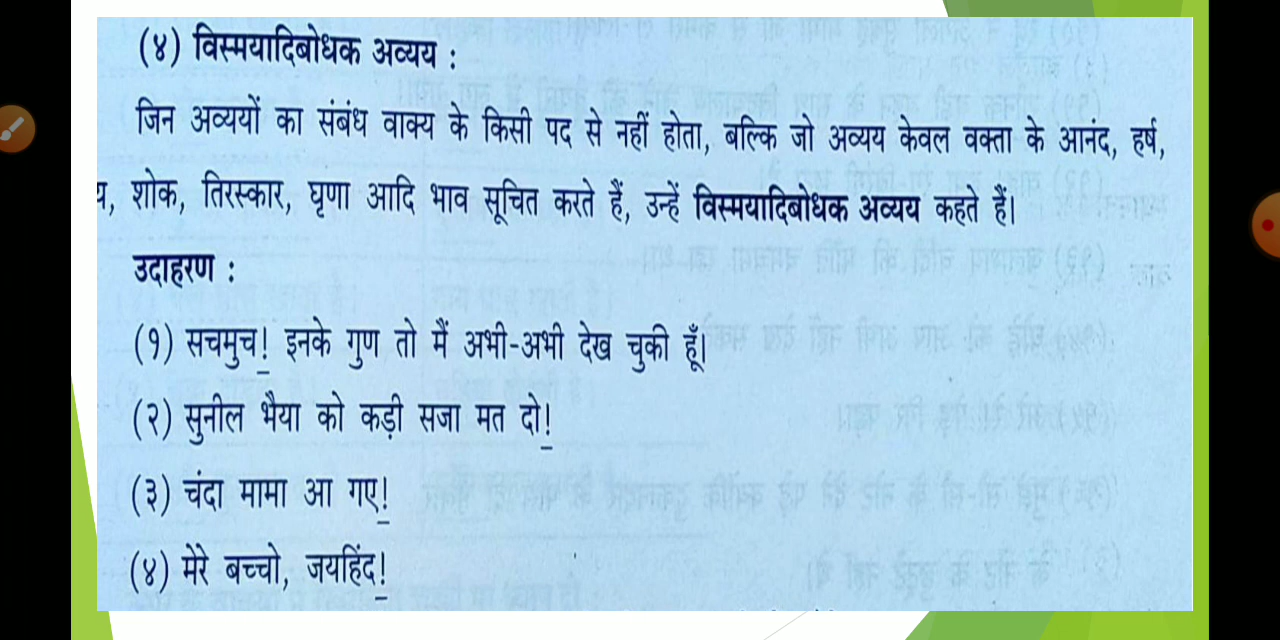 (४) विस्मयादिबोधक अव्यय :
जिन अव्ययों का संबंध वाक्य के किसी पद से नहीं होता, बल्कि जो अव्यय केवल वक्ता के आनंद, हर्ष,
शोक, तिरस्कार, घृणा आदि भाव सूचित करते हैं, उन्हें विस्मयादिबोधक अव्यय कहते हैं।
उदाहरण :
(१) सचमुच! इनके गुण तो मैं अभी-अभी देख चुकी हूँ।
(२) सुनील भैया को कड़ी सजा मत दो!
(३) चंदा मामा आ गए!
(४) मेरे बच्चो, जयहिंद!